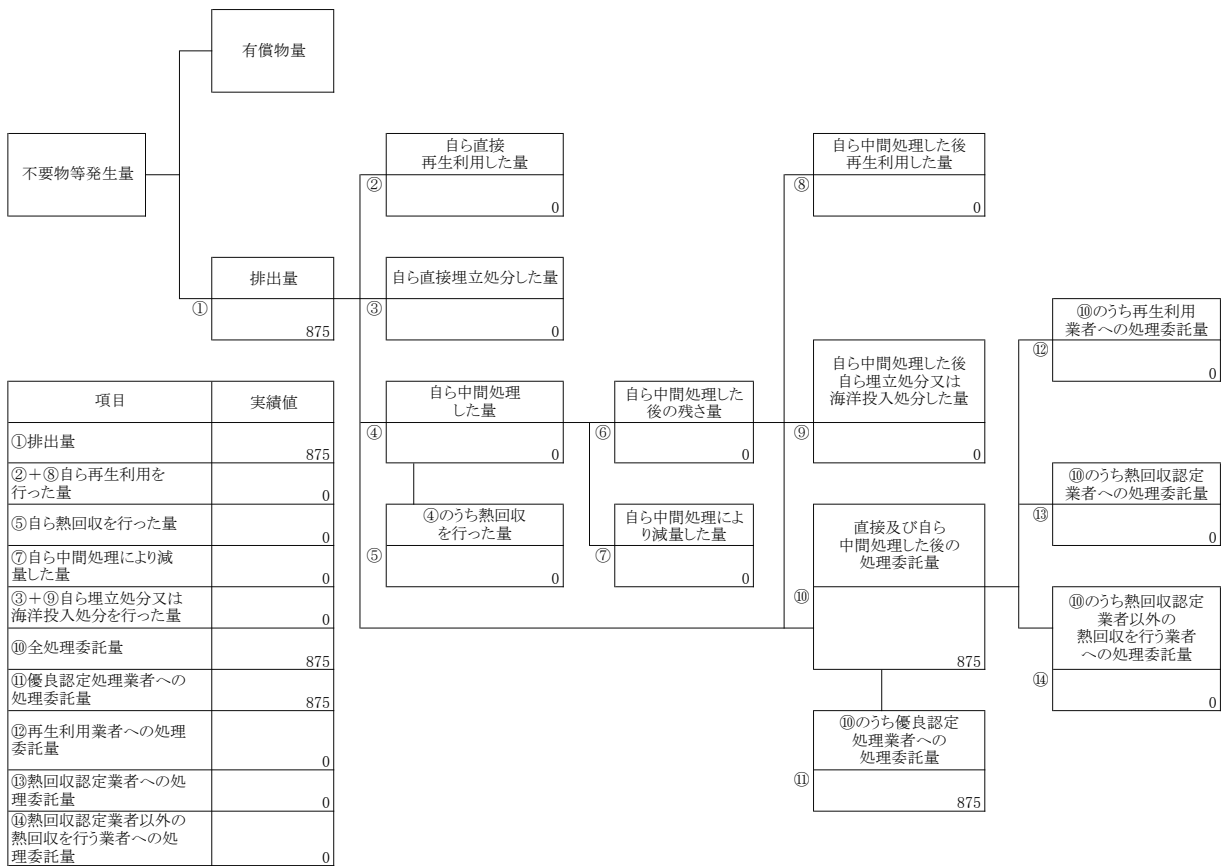 有償物量
不要物等発生量
自ら直接
再生利用した量
②
0
自ら中間処理した後
再生利用した量
⑧
0
排出量
①
875
自ら直接埋立処分した量
③
0
⑩のうち再生利用
業者への処理委託量
⑫
0
自ら中間処理
した量
④
0
自ら中間処理した
後の残さ量
⑥
0
自ら中間処理した後
自ら埋立処分又は
海洋投入処分した量
⑨
0
⑩のうち熱回収認定
業者への処理委託量
⑬
0
④のうち熱回収
を行った量
⑤
0
自ら中間処理によ
り減量した量
⑦
0
直接及び自ら
中間処理した後の
処理委託量
⑩
875
⑩のうち熱回収認定
業者以外の
熱回収を行う業者
への処理委託量
⑭
0
⑩のうち優良認定
処理業者への
処理委託量
⑪
875
項目 実績値
①排出量 875
②+⑧自ら再生利用を
行った量 0
⑤自ら熱回収を行った量 0
⑦自ら中間処理により減
量した量 0
③+⑨自ら埋立処分又は
海洋投入処分を行った量 0
⑩全処理委託量 875
⑪優良認定処理業者への
処理委託量 875
⑫再生利用業者への処理
委託量 0
⑬熱回収認定業者への処
理委託量 0
⑭熱回収認定業者以外の
熱回収を行う業者への処
理委託量 0